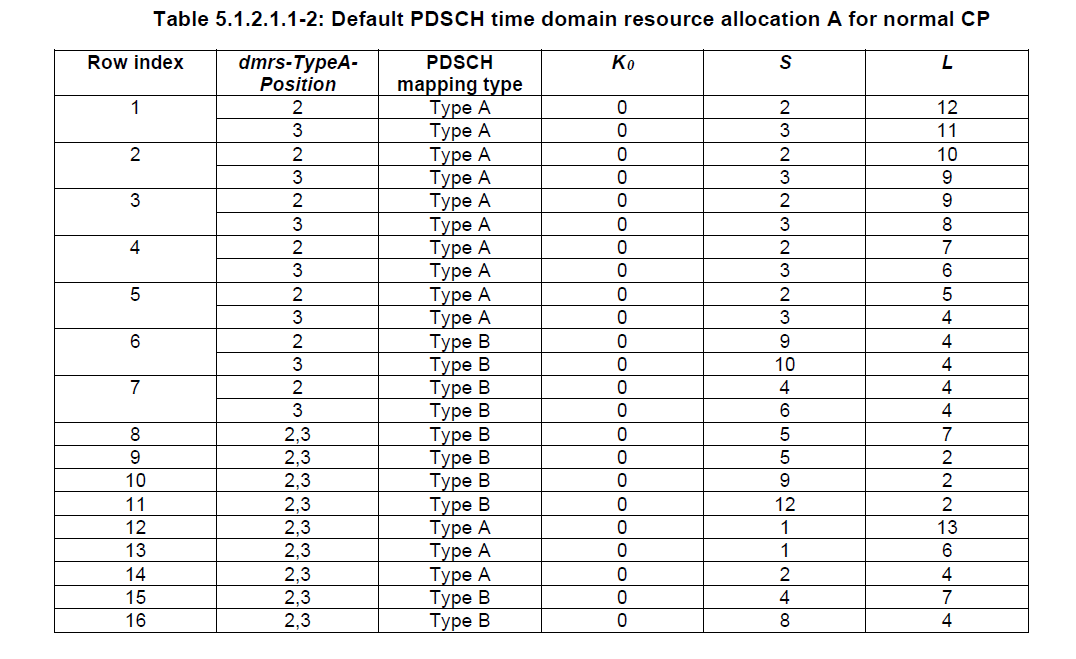 Table 5.1.2.1.1-2: Default PDSCH time domain resource allocation A for normal CP
Row index dmrs-TypeA-Position PDSCH mapping type K0 S L
1 2 Type A 0 2 12
3 Type A 0 3 11
2 2 Type A 0 2 10
3 Type A 0 3 9
3 2 Type A 0 2 9
3 Type A 0 3 8
4 2 Type A 0 2 7
3 Type A 0 3 6
5 2 Type A 0 2 5
3 Type A 0 3 4
6 2 Type B 0 9 4
3 Type B 0 10 4
7 2 Type B 0 4 4
3 Type B 0 6 4
8 2,3 Type B 0 5 7
9 2,3 Type B 0 5 2
10 2,3 Type B 0 9 2
11 2,3 Type B 0 12 2
12 2,3 Type A 0 1 13
13 2,3 Type A 0 1 6
14 2,3 Type A 0 2 4
15 2,3 Type B 0 4 7
16 2,3 Type B 0 8 4